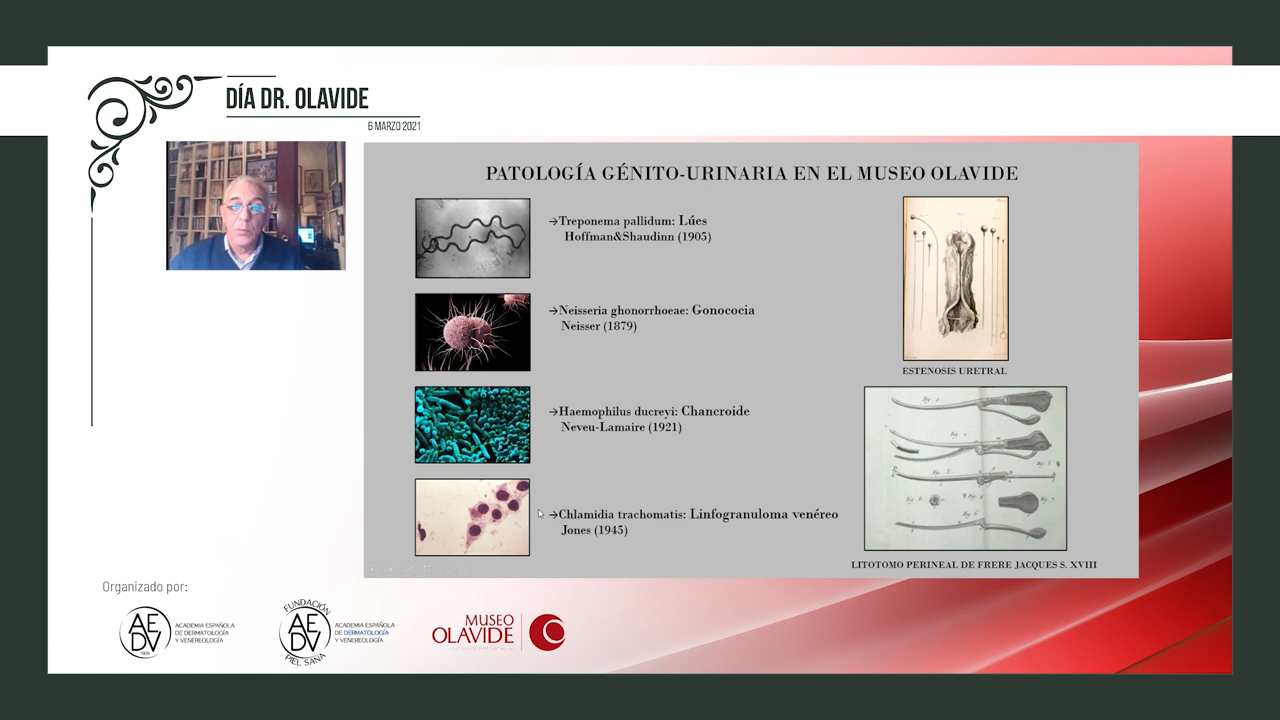 DÍA DR. OLAVIDE
6 MARZO 2021
PATOLOGÍA GÉNITO-URINARIA EN EL MUSEO OLAVIDE
→Treponema pallidum: Lúes
Hoffman&Shaudinn (1905)
→Neissería ghonorrhoeae: Gonococia
Neisser (1879)
→Haemophilus ducreyi: Chancroide
Neveu-Lamaire (1921)
→Chlamidia trachomatis: Linfogranuloma venéreo
Jones (1945)
ESTENOSIS URETRAL
LITOTOMO PERINEAL DE FRERE JACQUES S. XVIII
Organizado por:
AEDV
1909
ACADEMIA ESPAÑOLA
DE DERMATOLOGÍA
Y VENEREOLOGÍA
FUNDACIÓN
AEDV
PIEL SANA
ACADEMIA ESPAÑOLA
DE DERMATOLOGÍA
Y VENEREOLOGÍA
MUSEO
OLAVIDE